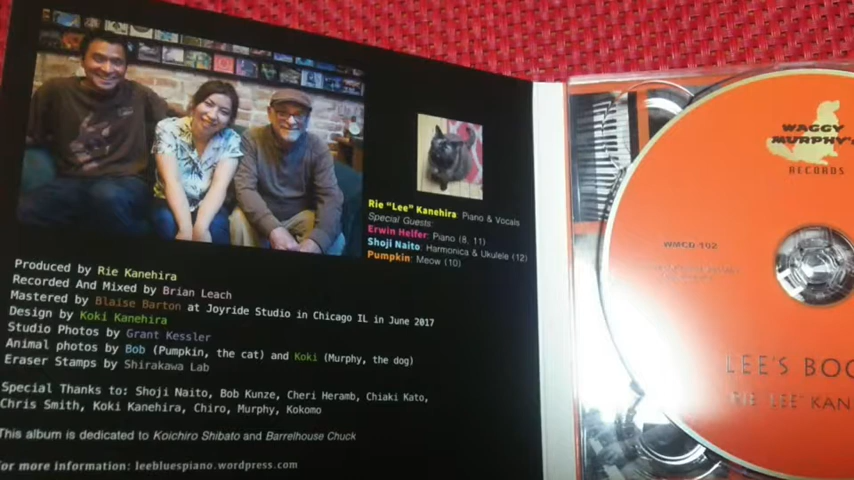 Rie "Lee" Kanehira Piano & Vocals
Special Guests:
Erwin Helfer: Piano (8, 11)
Shoji Naito: Harmonica & Ukulele (12)
Pumpkin: Meow (10)
Produced by Rie Kanehira
Recorded And Mixed by Brian Leach
Mastered by Blaise Barton at Joyride Studio in Chicago IL in June 2017
Design by Koki Kanehira
Studio Photos by Grant Kessler
Animal photos by Bob (Pumpkin, the cat) and Koki (Murphy, the dog)
Eraser Stamps by Shirakawa Lab
Special Thanks to: Shoji Naito, Bob Kunze, Cheri Heramb, Chiaki Kato,
Chris Smith, Koki Kanehira, Chiro, Murphy, Kokomo
This album is dedicated to Koichiro Shibato and Barrelhouse Chuck
For more information: leebluespiano.wordpress.com
WAGGY
MURPHY'S
RECORDS
WMCD-102
LEE'S BOO
RIE "LEE" KAN